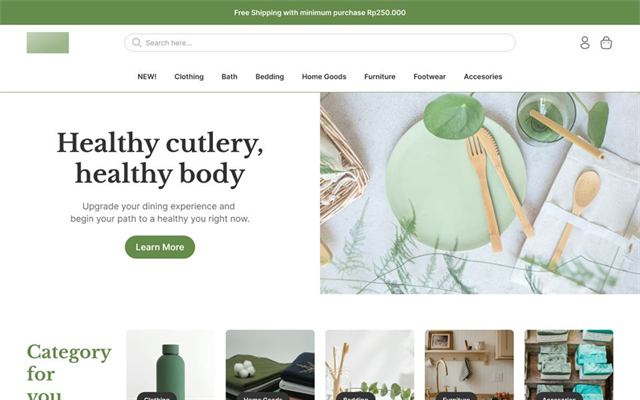 Free Shipping with minimum purchase Rp250.000
Search here...
NEW! Clothing Bath Bedding Home Goods Furniture Footwear Accesories
Healthy cutlery,
healthy body
Upgrade your dining experience and
begin your path to a healthy you right now.
Learn More
Category
for
you
Clothing
Home Goods
Bedding
Furniture
Accesories